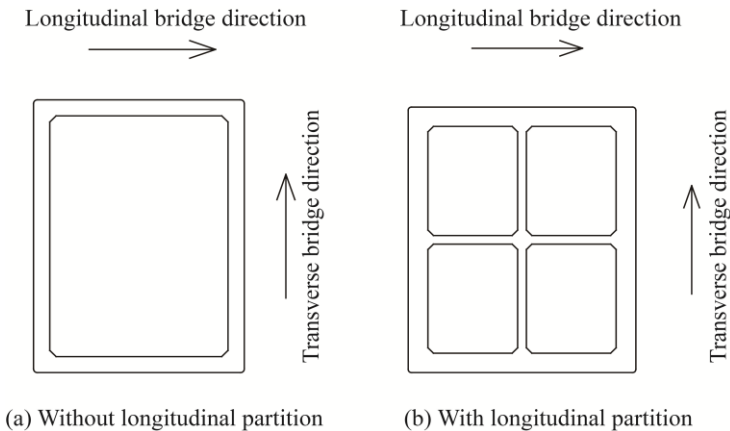 Longitudinal bridge direction
Transverse bridge direction
(a) Without longitudinal partition
Longitudinal bridge direction
Transverse bridge direction
(b) With longitudinal partition